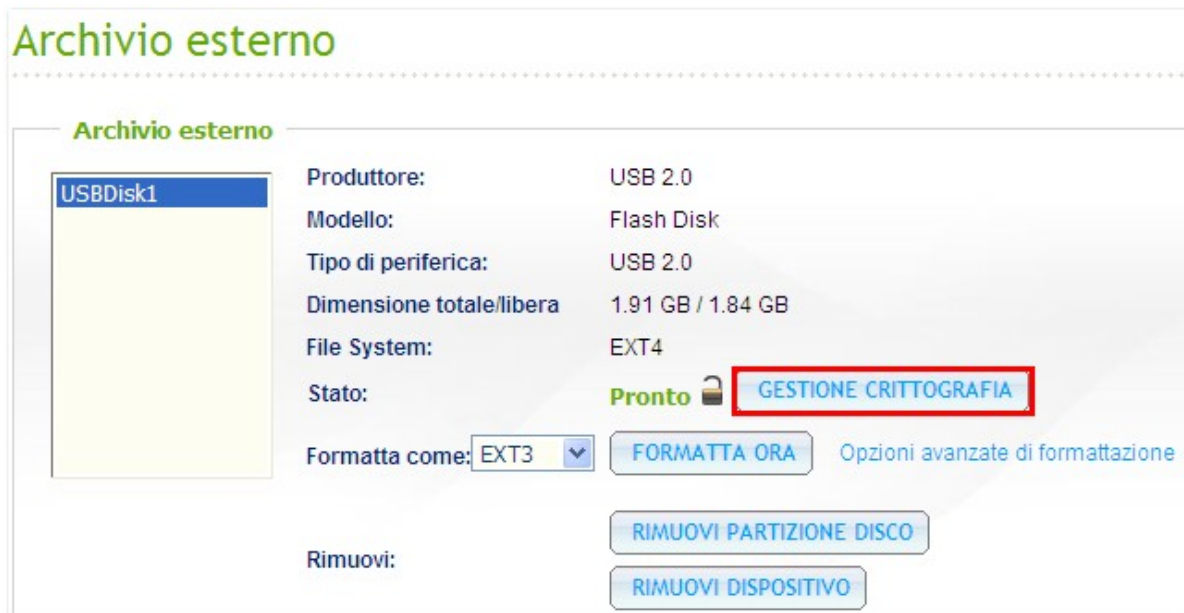 Archivio esterno
Archivio esterno
USBDisk1
Produttore: USB 2.0
Modello: Flash Disk
Tipo di periferica: USB 2.0
Dimensione totale/libera 1.91 GB / 1.84 GB
File System: EXT4
Stato: Pronto GESTIONE CRITTOGRAFIA
Formatta come: EXT3 FORMATTA ORA Opzioni avanzate di formattazione
Rimuovi: RIMUOVI PARTIZIONE DISCO
RIMUOVI DISPOSITIVO